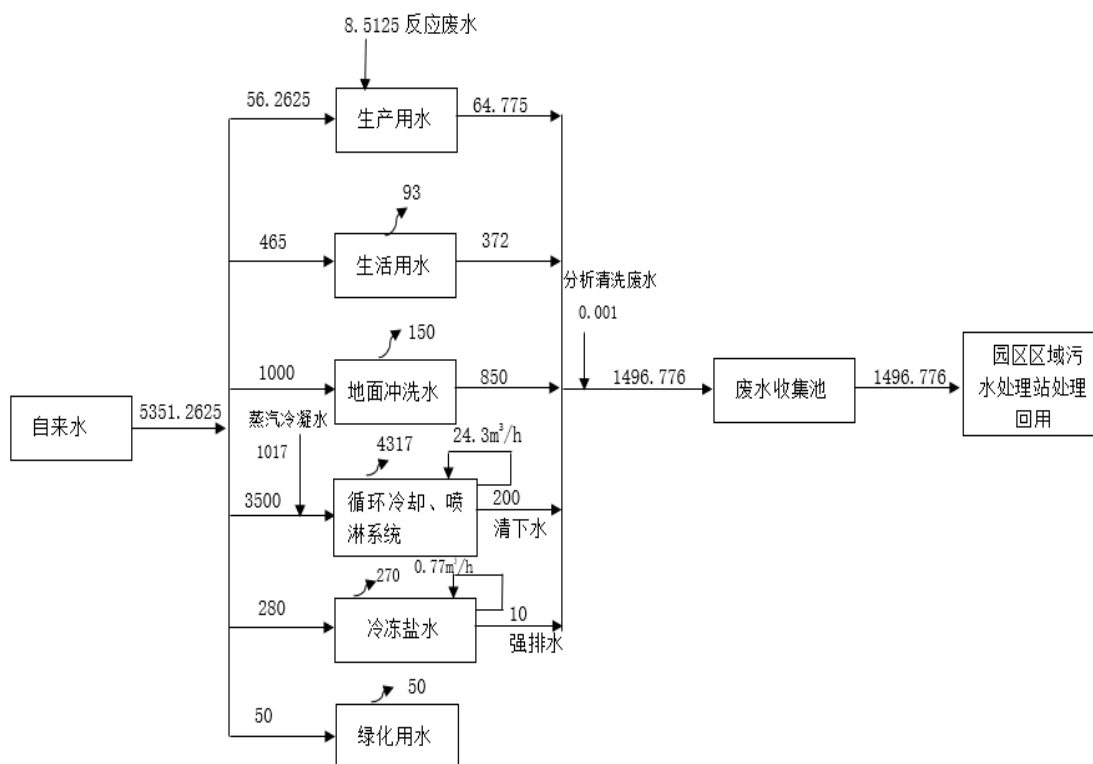 8.5125 反应废水
56.2625
生产用水
64.775
93
465
生活用水
372
分析清洗废水
0.001
150
1000
地面冲洗水
850
1496.776
废水收集池
1496.776
园区区域污
水处理站处理
回用
自来水
5351.2625
蒸汽冷凝水
1017
4317
24.3m³/h
3500
循环冷却、喷
淋系统
200
清下水
270
0.77m³/h
280
冷冻盐水
10
强排水
50
50
绿化用水